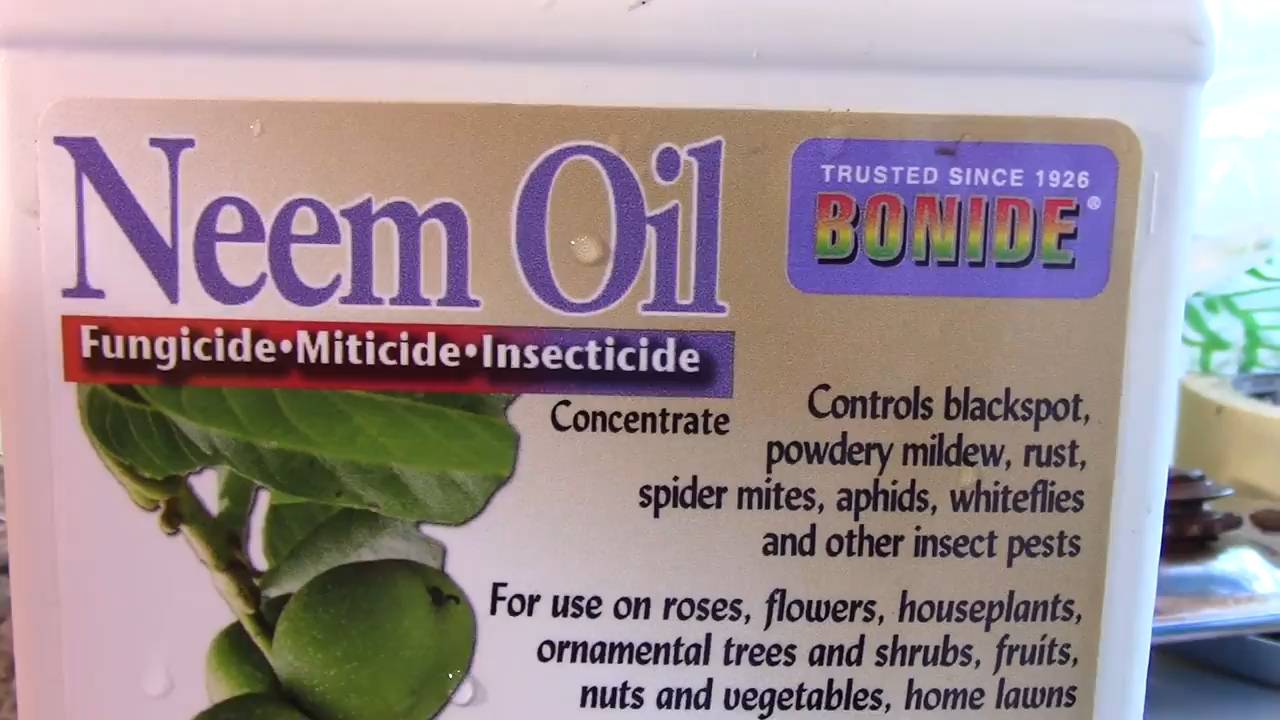 Neem Oil
TRUSTED SINCE 1926
BONIDE®
Fungicide•Miticide•Insecticide
Concentrate
Controls blackspot,
powdery mildew, rust,
spider mites, aphids, whiteflies
and other insect pests
For use on roses, flowers, houseplants,
ornamental trees and shrubs, fruits,
nuts and vegetables, home lawns